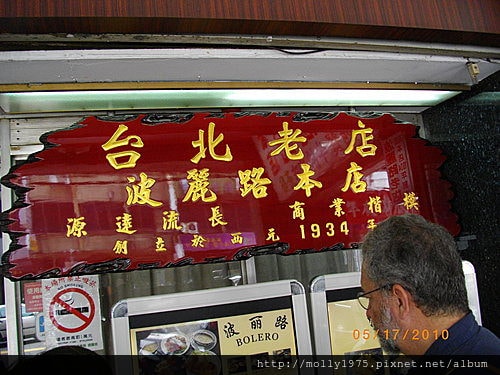 台北老店
波麗路本店
源遠流長 商業楷模
創立於西元1934年
波丽路
BOLERO
05/17/2010
http://molly1975.pixnet.net/album